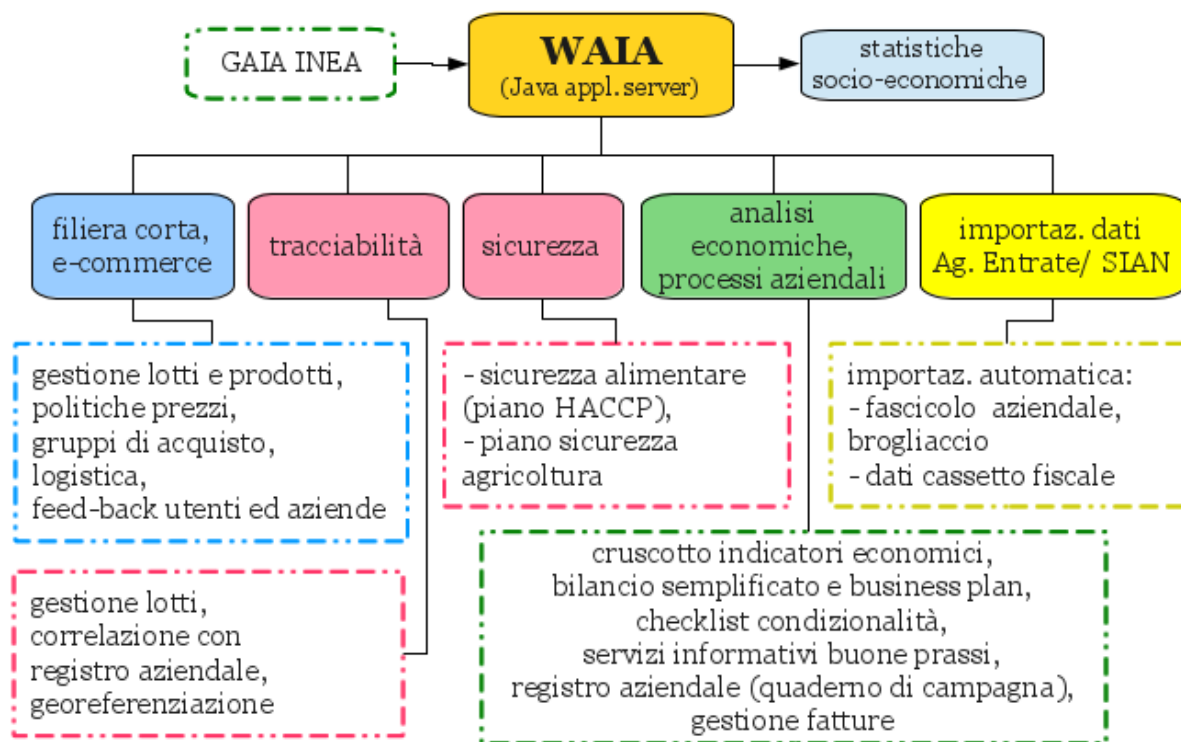 GAIA INEA
WAIA
(Java appl. server)
statistiche
socio-economiche
filiera corta,
e-commerce
tracciabilità
sicurezza
analisi
economiche,
processi aziendali
importaz. dati
Ag. Entrate/ SIAN
gestione lotti e prodotti,
politiche prezzi,
gruppi di acquisto,
logistica,
feed-back utenti ed aziende
- sicurezza alimentare
(piano HACCP),
- piano sicurezza
agricoltura
importaz. automatica:
- fascicolo aziendale,
brogliaccio
- dati cassetto fiscale
gestione lotti,
correlazione con
registro aziendale,
georeferenziazione
cruscotto indicatori economici,
bilancio semplificato e business plan,
checklist condizionalità,
servizi informativi buone prassi,
registro aziendale (quaderno di campagna),
gestione fatture